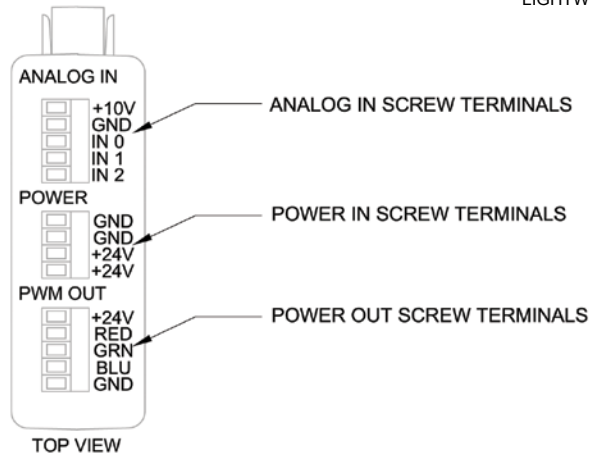 ANALOG IN
+10V
GND
IN 0
IN 1
IN 2
ANALOG IN SCREW TERMINALS
POWER
GND
GND
+24V
+24V
POWER IN SCREW TERMINALS
PWM OUT
+24V
RED
GRN
BLU
GND
POWER OUT SCREW TERMINALS
TOP VIEW